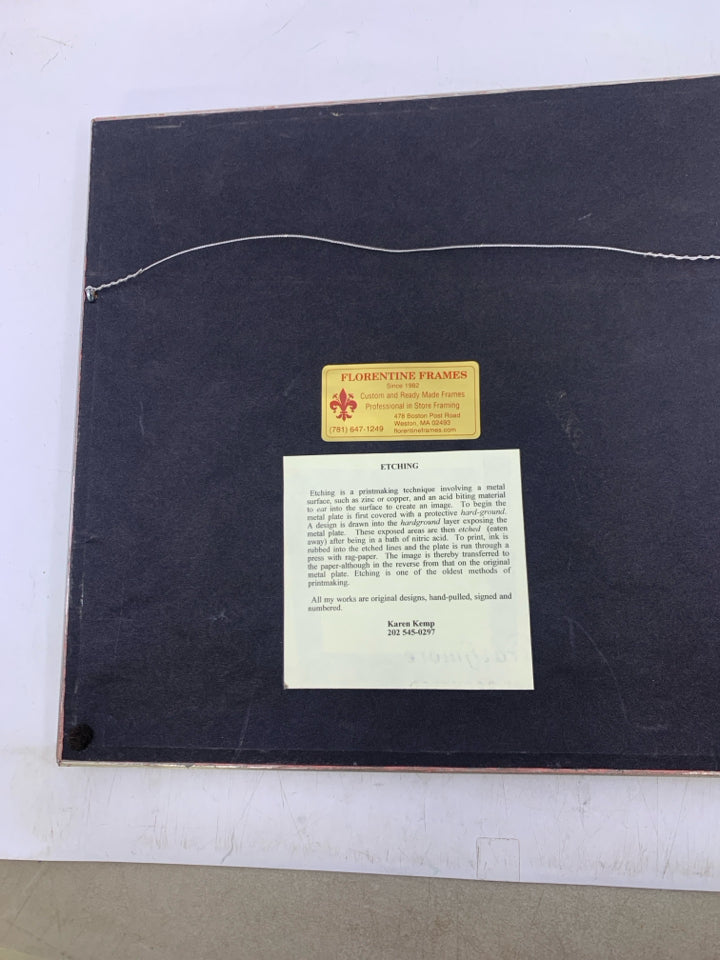 FLORENTINE FRAMES
Since 1982
Custom and Ready Made Frames
Professional in Store Framing
478 Boston Post Road
Weston, MA 02493
(781) 647-1249 florentineframes.com
ETCHING
Etching is a printmaking technique involving a metal
surface, such as zinc or copper, and an acid biting material
to eat into the surface to create an image. To begin the
metal plate is first covered with a protective hard-ground.
A design is drawn into the hardground layer exposing the
metal plate. These exposed areas are then etched (eaten
away) after being in a bath of nitric acid. To print, ink is
rubbed into the etched lines and the plate is run through a
press with rag-paper. The image is thereby transferred to
the paper-although in the reverse from that on the original
metal plate. Etching is one of the oldest methods of
printmaking.
All my works are original designs, hand-pulled, signed and
numbered.
Karen Kemp
202 545-0297